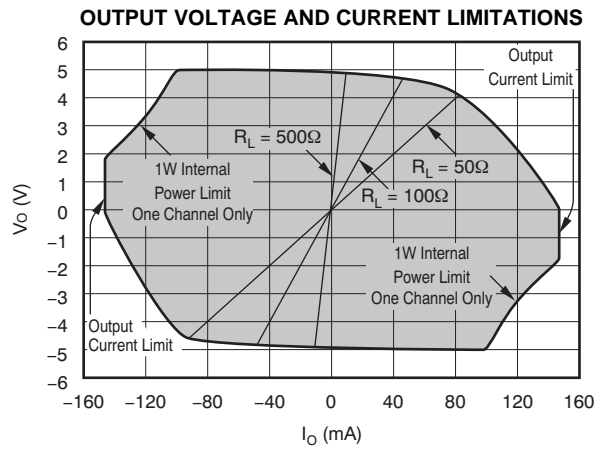 OUTPUT VOLTAGE AND CURRENT LIMITATIONS
6
5
4
3
2
1
0
−1
−2
−3
−4
−5
−6
VO (V)
Output
Current Limit
RL = 500Ω
RL = 50Ω
RL = 100Ω
1W Internal
Power Limit
One Channel Only
1W Internal
Power Limit
One Channel Only
Output
Current Limit
−160 −120 −80 −40 0 40 80 120 160
IO (mA)